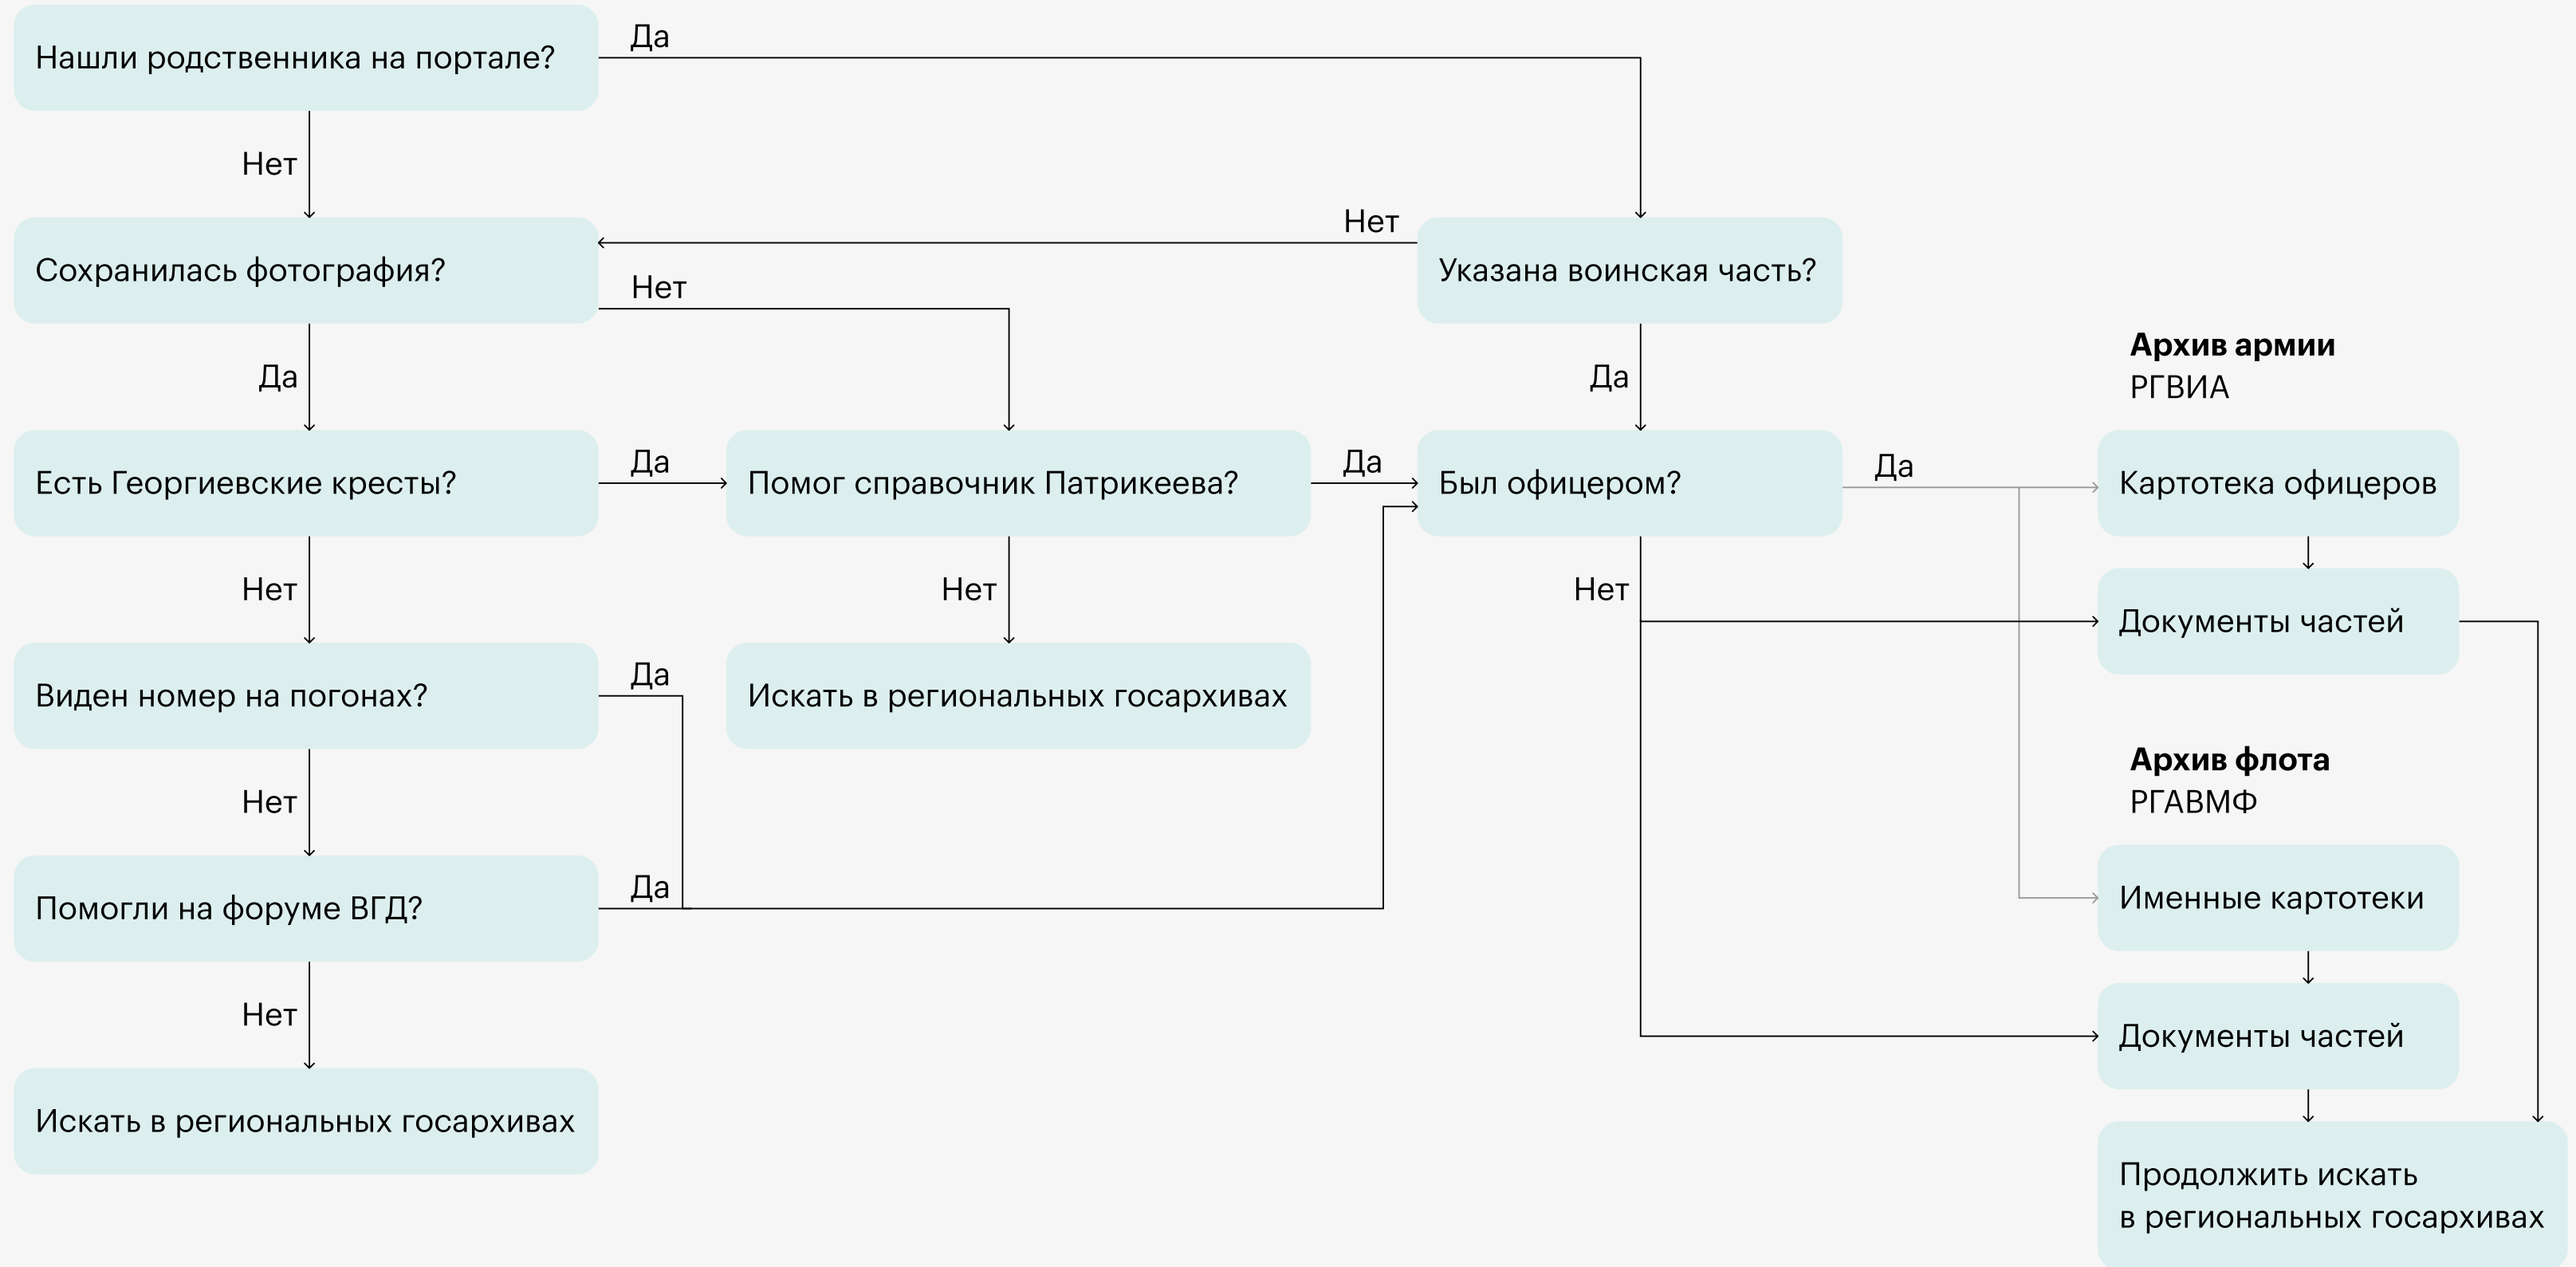 Нашли родственника на портале?
Да
Нет
Сохранилась фотография?
Нет
Нет
Указана воинская часть?
Да
Да
Архив армии
РГВИА
Есть Георгиевские кресты?
Да
Помог справочник Патрикеева?
Да
Был офицером?
Да
Картотека офицеров
Нет
Нет
Нет
Документы частей
Виден номер на погонах?
Да
Искать в региональных госархивах
Архив флота
РГАВМФ
Нет
Помогли на форуме ВГД?
Да
Именные картотеки
Нет
Документы частей
Искать в региональных госархивах
Продолжить искать
в региональных госархивах